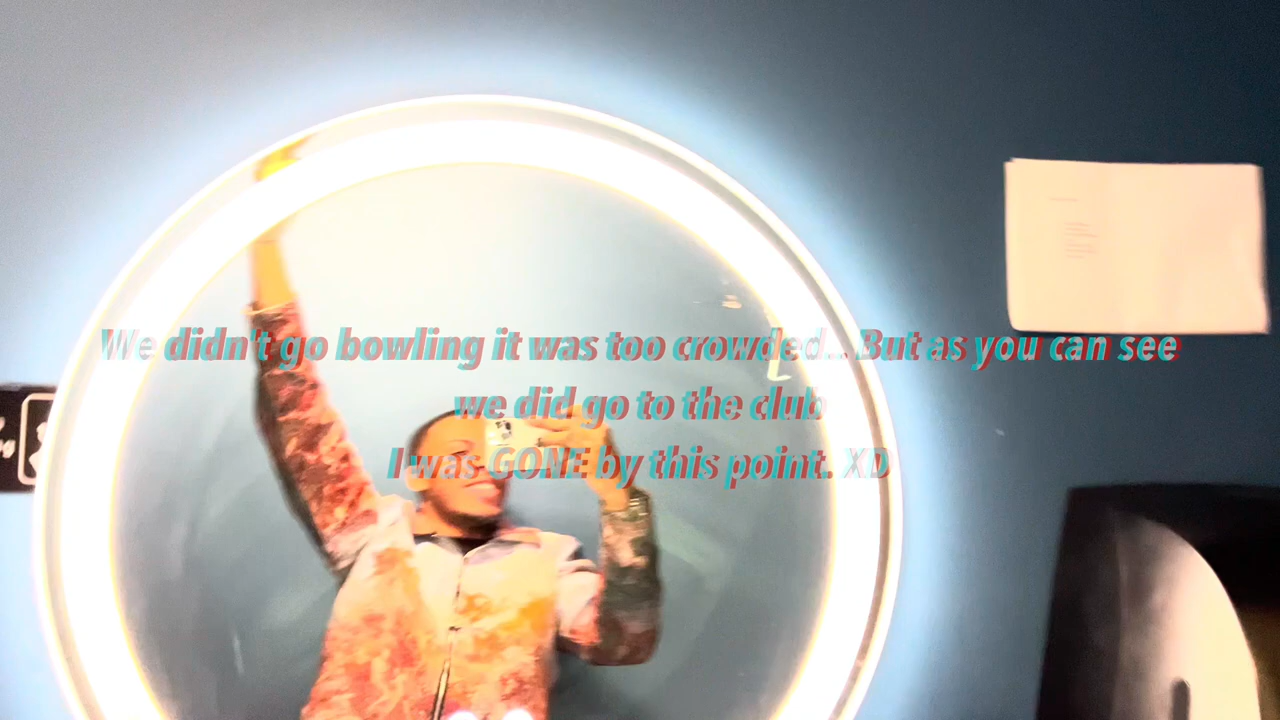 We didn't go bowling it was too crowded... But as you can see
we did go to the club
I was GONE by this point. XD